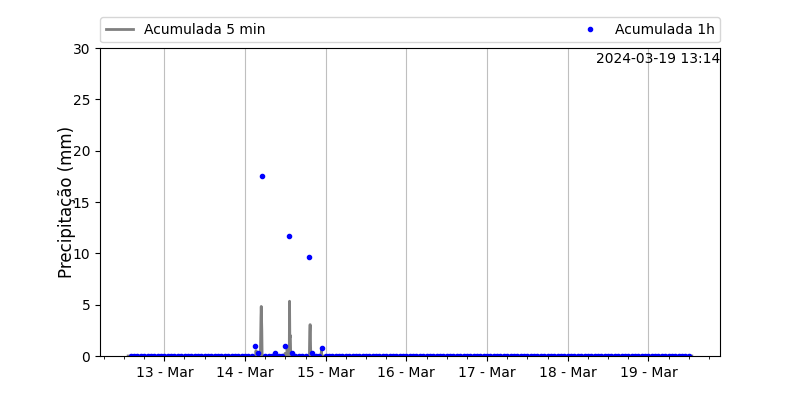 Acumulada 5 min
Acumulada 1h
2024-03-19 13:14
Precipitação (mm)
30
25
20
15
10
5
0
13 - Mar
14 - Mar
15 - Mar
16 - Mar
17 - Mar
18 - Mar
19 - Mar